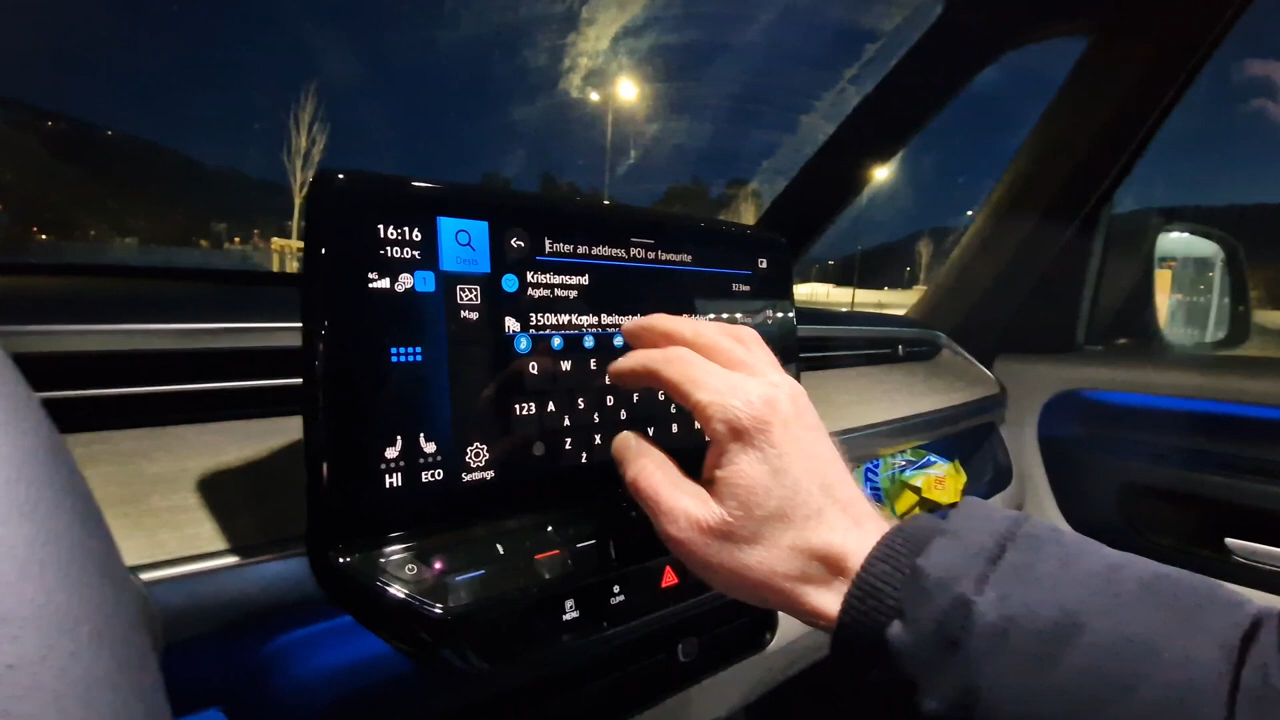 16:16
-10.0°C
4G
1
Dests
Map
Enter an address, POI or favourite
Kristiansand
Agder, Norge
323km
350kW Kople Beitostøl
P
Q W E
123 A S D F G
Ä Š Ď Ğ
Z X V B N
Ž
HI
ECO
Settings
P
MENU
CLIMA